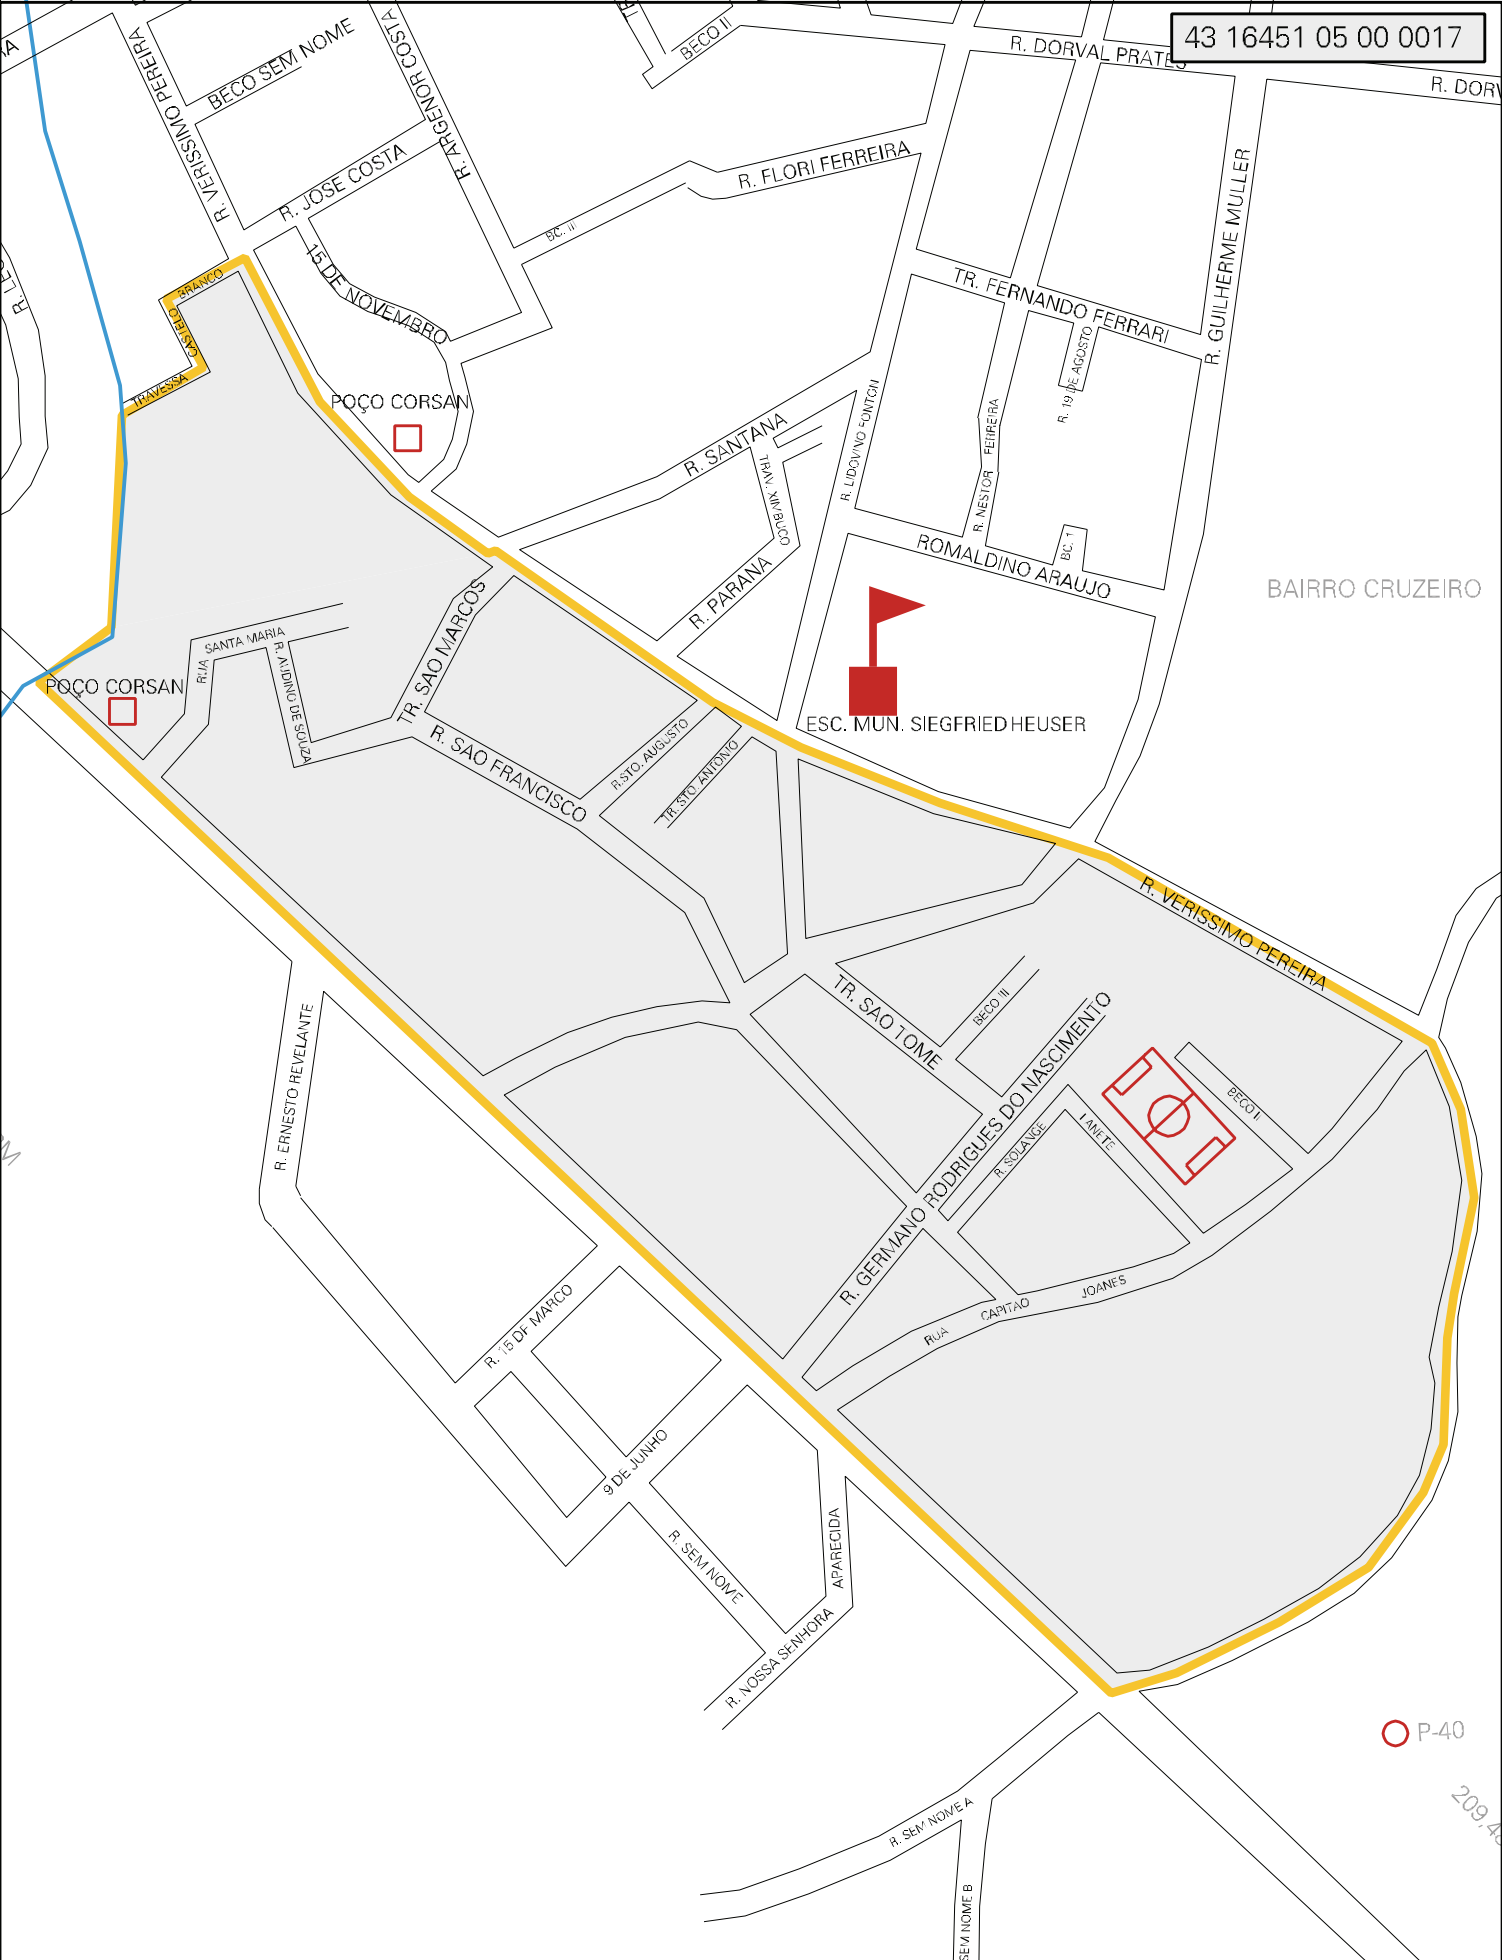 43 16451 05 00 0017
R. VERISSIMO PEREIRA
BECO SEM NOME
R. ARGENOR COSTA
BECO II
R. DORVAL PRATES
R. JOSE COSTA
R. FLORI FERREIRA
BC. III
15 DE NOVEMBRO
R. GUILHERME MULLER
TR. FERNANDO FERRARI
R. 19 DE AGOSTO
TRAVESSA
CASTELO
BRANCO
POÇO CORSAN
R. SANTANA
TRAV. XIMBUCO
R. LIDOVINO FONTON
R. NESTOR FERREIRA
BC. 1
ROMALDINO ARAUJO
R. PARANA
BAIRRO CRUZEIRO
ESC. MUN. SIEGFRIED HEUSER
TR. SAO MARCOS
RUA SANTA MARIA
R. AUDINO DE SOUZA
POÇO CORSAN
R. SAO FRANCISCO
R.STO. AUGUSTO
TR. STO. ANTONIO
R. VERISSIMO PEREIRA
TR. SAO TOME
BECO III
R. GERMANO RODRIGUES DO NASCIMENTO
R. SOLANGE
BECO II
R. ERNESTO REVELANTE
RUA CAPITAO JOANES
R. 15 DE MARCO
9 DE JUNHO
R. SEM NOME
R. NOSSA SENHORA APARECIDA
P-40
R. SEM NOME A
SEM NOME B